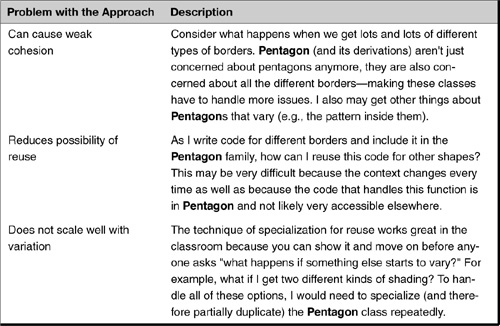 Problem with the Approach
Description
Can cause weak
cohesion
Consider what happens when we get lots and lots of different
types of borders. Pentagon (and its derivations) aren't just
concerned about pentagons anymore, they are also con-
cerned about all the different borders—making these classes
have to handle more issues. I also may get other things about
Pentagons that vary (e.g., the pattern inside them).
Reduces possibility of
reuse
As I write code for different borders and include it in the
Pentagon family, how can I reuse this code for other shapes?
This may be very difficult because the context changes every
time as well as because the code that handles this function is
in Pentagon and not likely very accessible elsewhere.
Does not scale well with
variation
The technique of specialization for reuse works great in the
classroom because you can show it and move on before any-
one asks "what happens if something else starts to vary?" For
example, what if I get two different kinds of shading? To han-
dle all of these options, I would need to specialize (and there-
fore partially duplicate) the Pentagon class repeatedly.